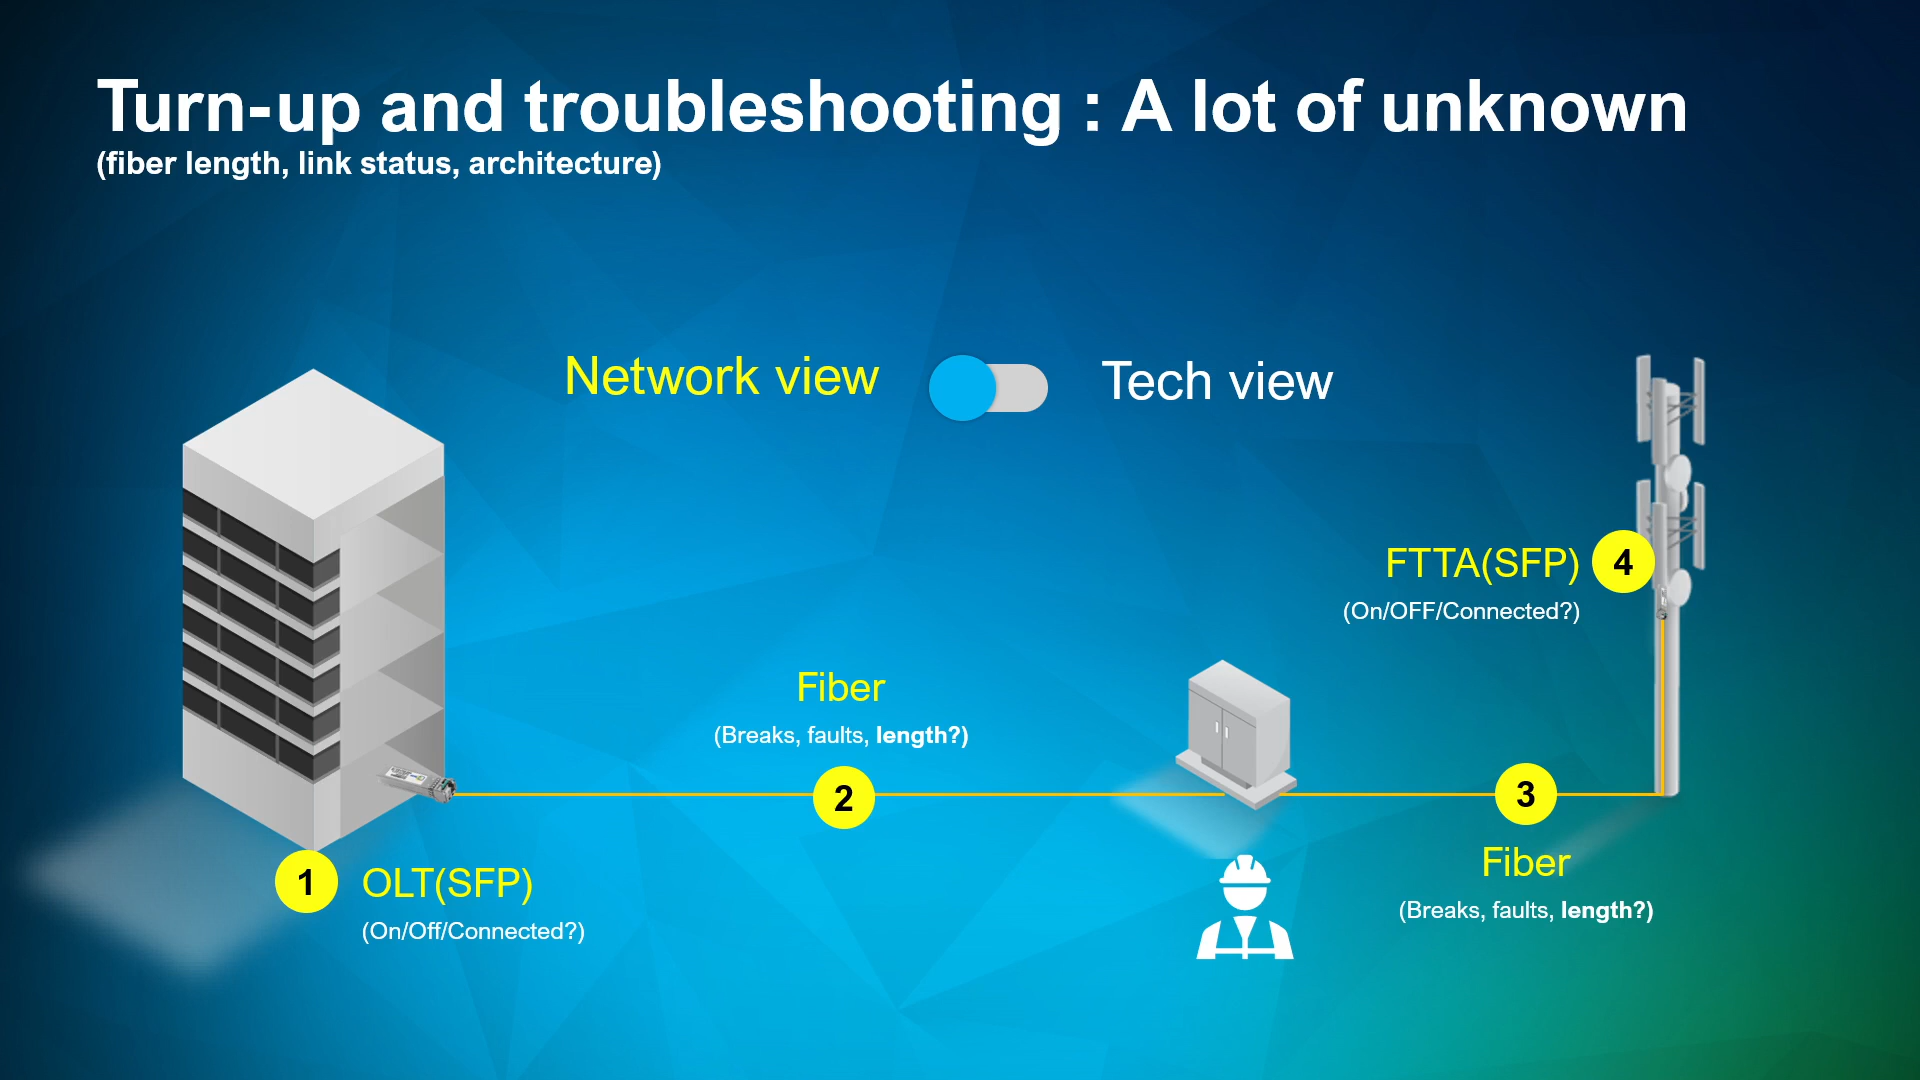 Turn-up and troubleshooting : A lot of unknown
(fiber length, link status, architecture)
Network view
Tech view
FTTA(SFP)
4
(On/OFF/Connected?)
Fiber
(Breaks, faults, length?)
2
3
Fiber
(Breaks, faults, length?)
1
OLT(SFP)
(On/Off/Connected?)